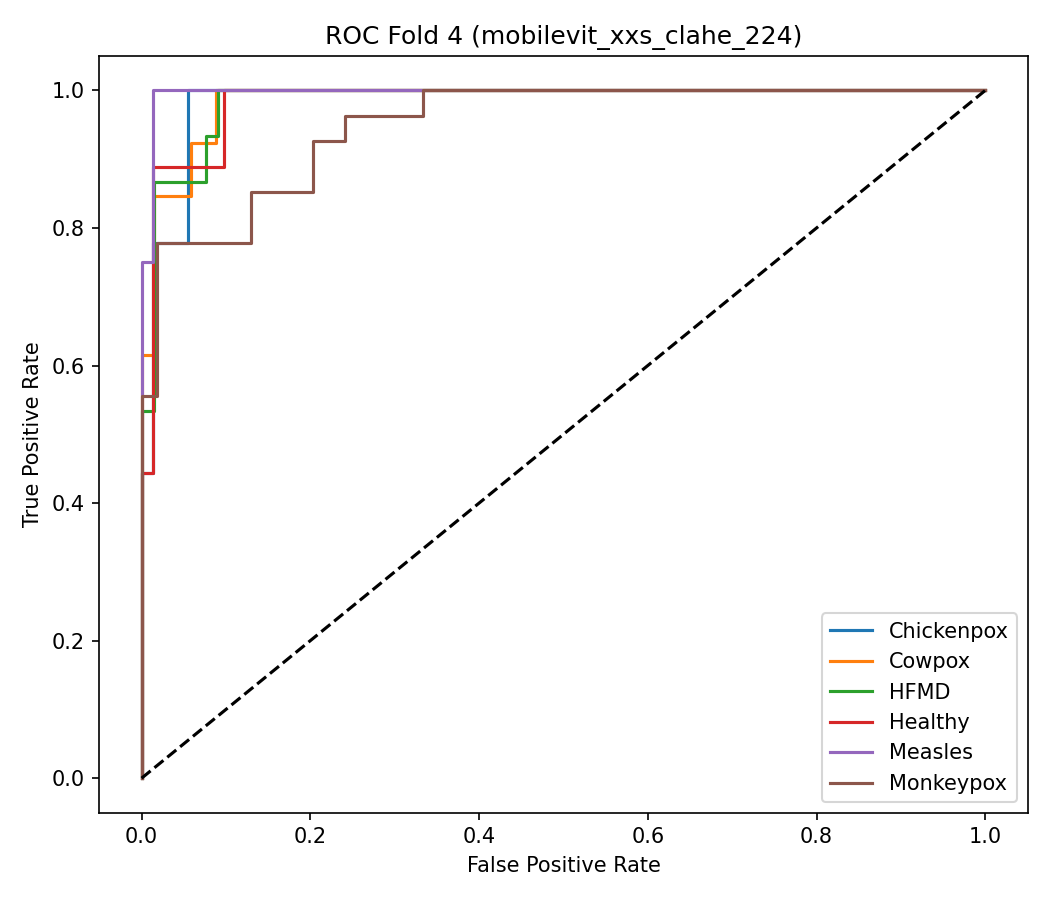 ROC Fold 4 (mobilevit_xxs_clahe_224)
True Positive Rate
1.0
0.8
0.6
0.4
0.2
0.0
0.0 0.2 0.4 0.6 0.8 1.0
False Positive Rate
Chickenpox
Cowpox
HFMD
Healthy
Measles
Monkeypox